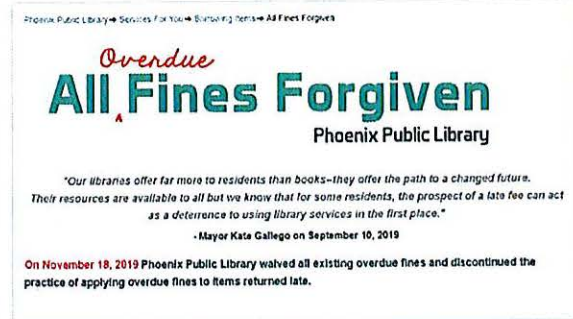 Phoenix Public Library➔ Services For You➔ Borrowing Items➔ All Fines Forgiven
Overdue
All Fines Forgiven
Phoenix Public Library
"Our libraries offer far more to residents than books–they offer the path to a changed future.
Their resources are available to all but we know that for some residents, the prospect of a late fee can act
as a deterrence to using library services in the first place."
- Mayor Kate Gallego on September 10, 2019
On November 18, 2019 Phoenix Public Library waived all existing overdue fines and discontinued the
practice of applying overdue fines to items returned late.